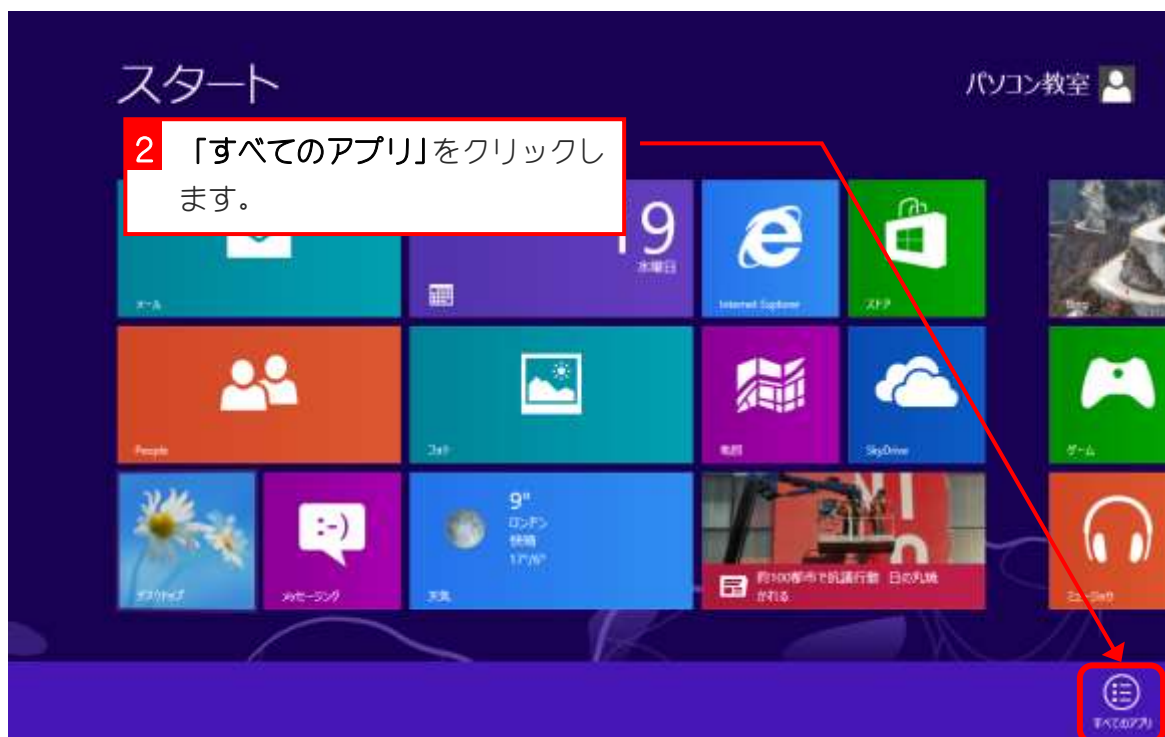 スタート
パソコン教室
2 「すべてのアプリ」をクリックし
ます。
19
水曜日
メール
Internet Explorer
ストア
Bing
People
フォト
地図
SkyDrive
ゲーム
デスクトップ
:-)
メッセージング
9°
ロンドン
快晴
17°/6°
天気
約100都市で抗議行動 日の丸焼
かれる
ミュージック
すべてのアプリ